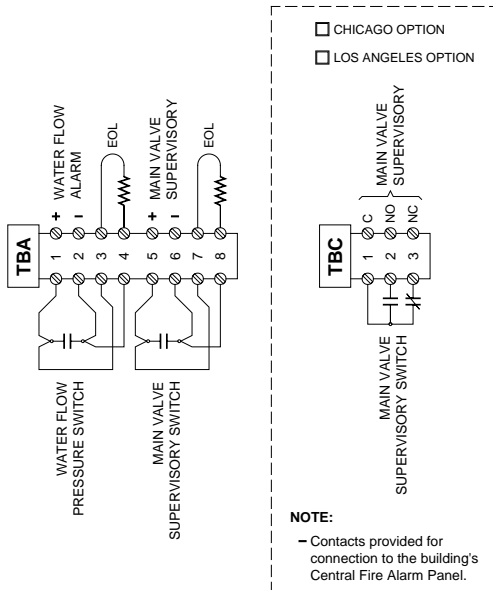 CHICAGO OPTION
LOS ANGELES OPTION
WATER FLOW
ALARM
EOL
MAIN VALVE
SUPERVISORY
EOL
+
–
+
–
TBA
1
2
3
4
5
6
7
8
WATER FLOW
PRESSURE SWITCH
MAIN VALVE
SUPERVISORY SWITCH
MAIN VALVE
SUPERVISORY
C
NO
NC
TBC
1
2
3
MAIN VALVE
SUPERVISORY SWITCH
NOTE:
– Contacts provided for
connection to the building's
Central Fire Alarm Panel.